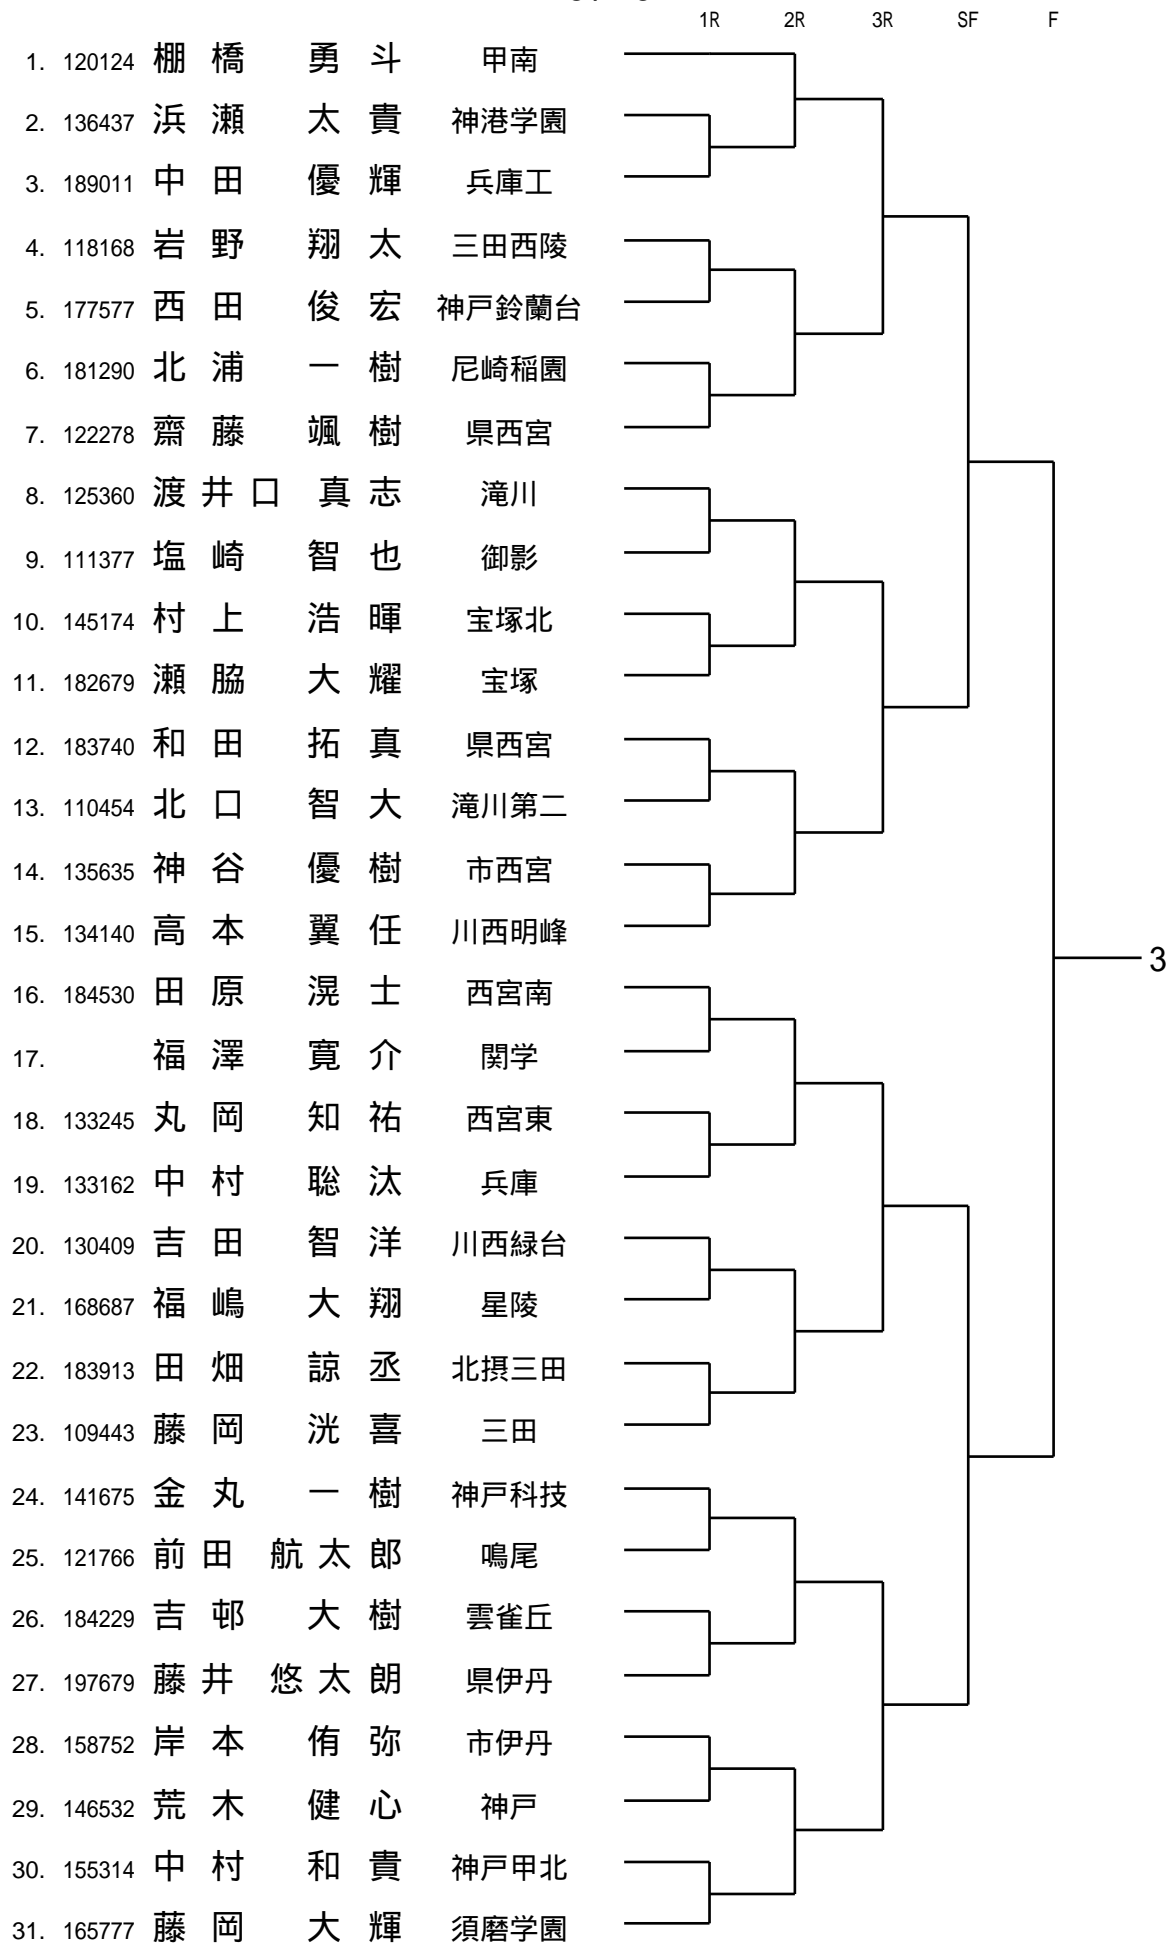 1R 2R 3R SF F
1. 120124 棚橋 勇斗 甲南
2. 136437 浜瀬 太貴 神港学園
3. 189011 中田 優輝 兵庫工
4. 118168 岩野 翔太 三田西陵
5. 177577 西田 俊宏 神戸鈴蘭台
6. 181290 北浦 一樹 尼崎稲園
7. 122278 齋藤 颯樹 県西宮
8. 125360 渡井口 真志 滝川
9. 111377 塩崎 智也 御影
10. 145174 村上 浩暉 宝塚北
11. 182679 瀬脇 大耀 宝塚
12. 183740 和田 拓真 県西宮
13. 110454 北口 智大 滝川第二
14. 135635 神谷 優樹 市西宮
15. 134140 高本 翼任 川西明峰
3
16. 184530 田原 滉士 西宮南
17. 福澤 寛介 関学
18. 133245 丸岡 知祐 西宮東
19. 133162 中村 聡汰 兵庫
20. 130409 吉田 智洋 川西緑台
21. 168687 福嶋 大翔 星陵
22. 183913 田畑 諒丞 北摂三田
23. 109443 藤岡 洸喜 三田
24. 141675 金丸 一樹 神戸科技
25. 121766 前田 航太郎 鳴尾
26. 184229 吉邨 大樹 雲雀丘
27. 197679 藤井 悠太朗 県伊丹
28. 158752 岸本 侑弥 市伊丹
29. 146532 荒木 健心 神戸
30. 155314 中村 和貴 神戸甲北
31. 165777 藤岡 大輝 須磨学園